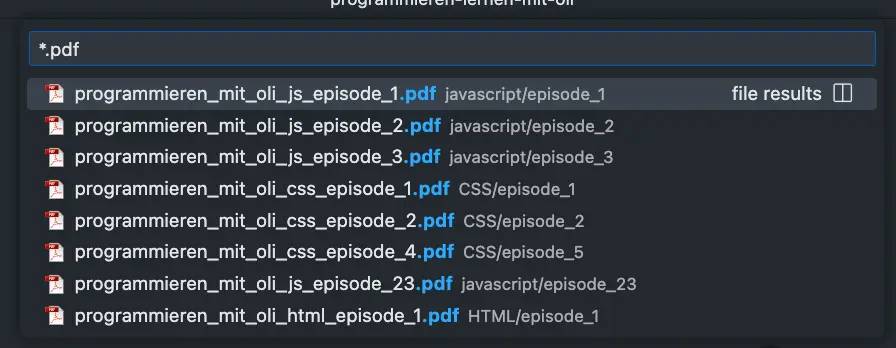 programmieren-lernen-mit-oli
*.pdf
programmieren_mit_oli_js_episode_1.pdf javascript/episode_1 file results
programmieren_mit_oli_js_episode_2.pdf javascript/episode_2
programmieren_mit_oli_js_episode_3.pdf javascript/episode_3
programmieren_mit_oli_css_episode_1.pdf CSS/episode_1
programmieren_mit_oli_css_episode_2.pdf CSS/episode_2
programmieren_mit_oli_css_episode_4.pdf CSS/episode_5
programmieren_mit_oli_js_episode_23.pdf javascript/episode_23
programmieren_mit_oli_html_episode_1.pdf HTML/episode_1